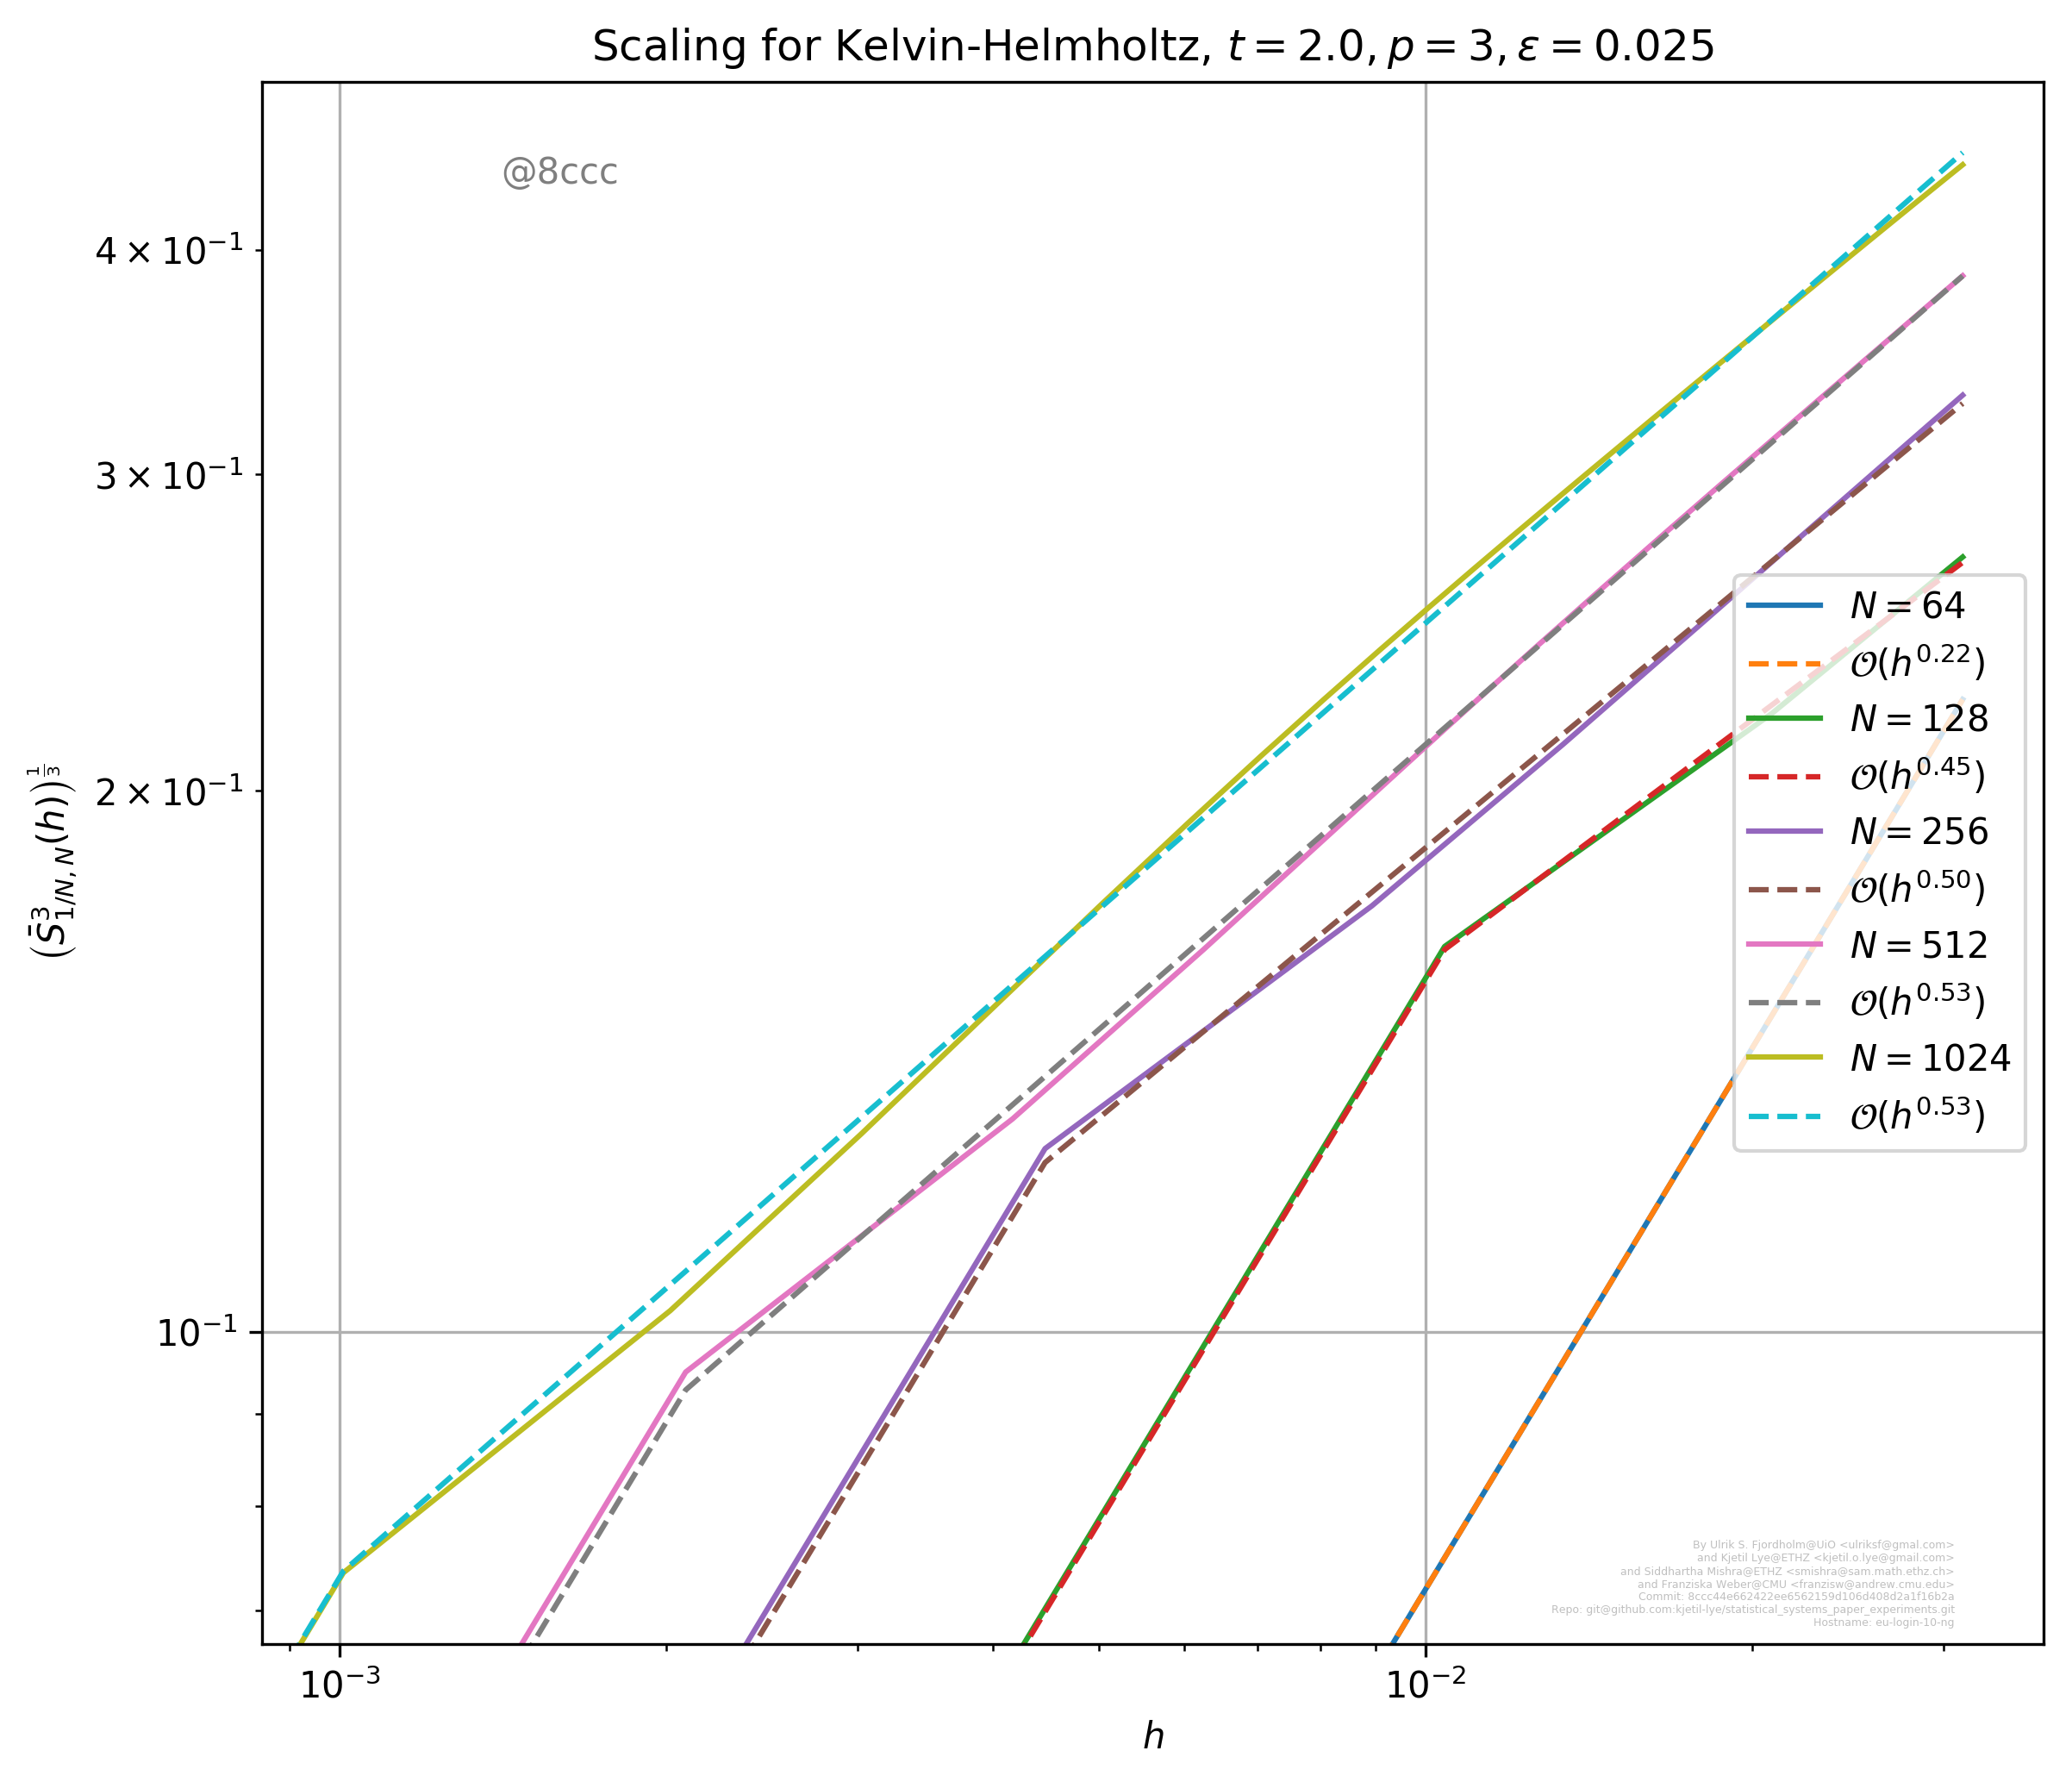 Scaling for Kelvin-Helmholtz, t = 2.0, p = 3, ε = 0.025
@8ccc
4 × 10⁻¹
3 × 10⁻¹
2 × 10⁻¹
10⁻¹
(S̄³₁/N, N(h))^(1/3)
N = 64
𝒪(h^0.22)
N = 128
𝒪(h^0.45)
N = 256
𝒪(h^0.50)
N = 512
𝒪(h^0.53)
N = 1024
𝒪(h^0.53)
By Ulrik S. Fjordholm@UiO <ulriksf@gmal.com>
and Kjetil Lye@ETHZ <kjetil.o.lye@gmail.com>
and Siddhartha Mishra@ETHZ <smishra@sam.math.ethz.ch>
and Franziska Weber@CMU <franzisw@andrew.cmu.edu>
Commit: 8ccc44e662422ee6562159d106d408d2a1f16b2a
Repo: git@github.com:kjetil-lye/statistical_systems_paper_experiments.git
Hostname: eu-login-10-ng
10⁻³
10⁻²
h